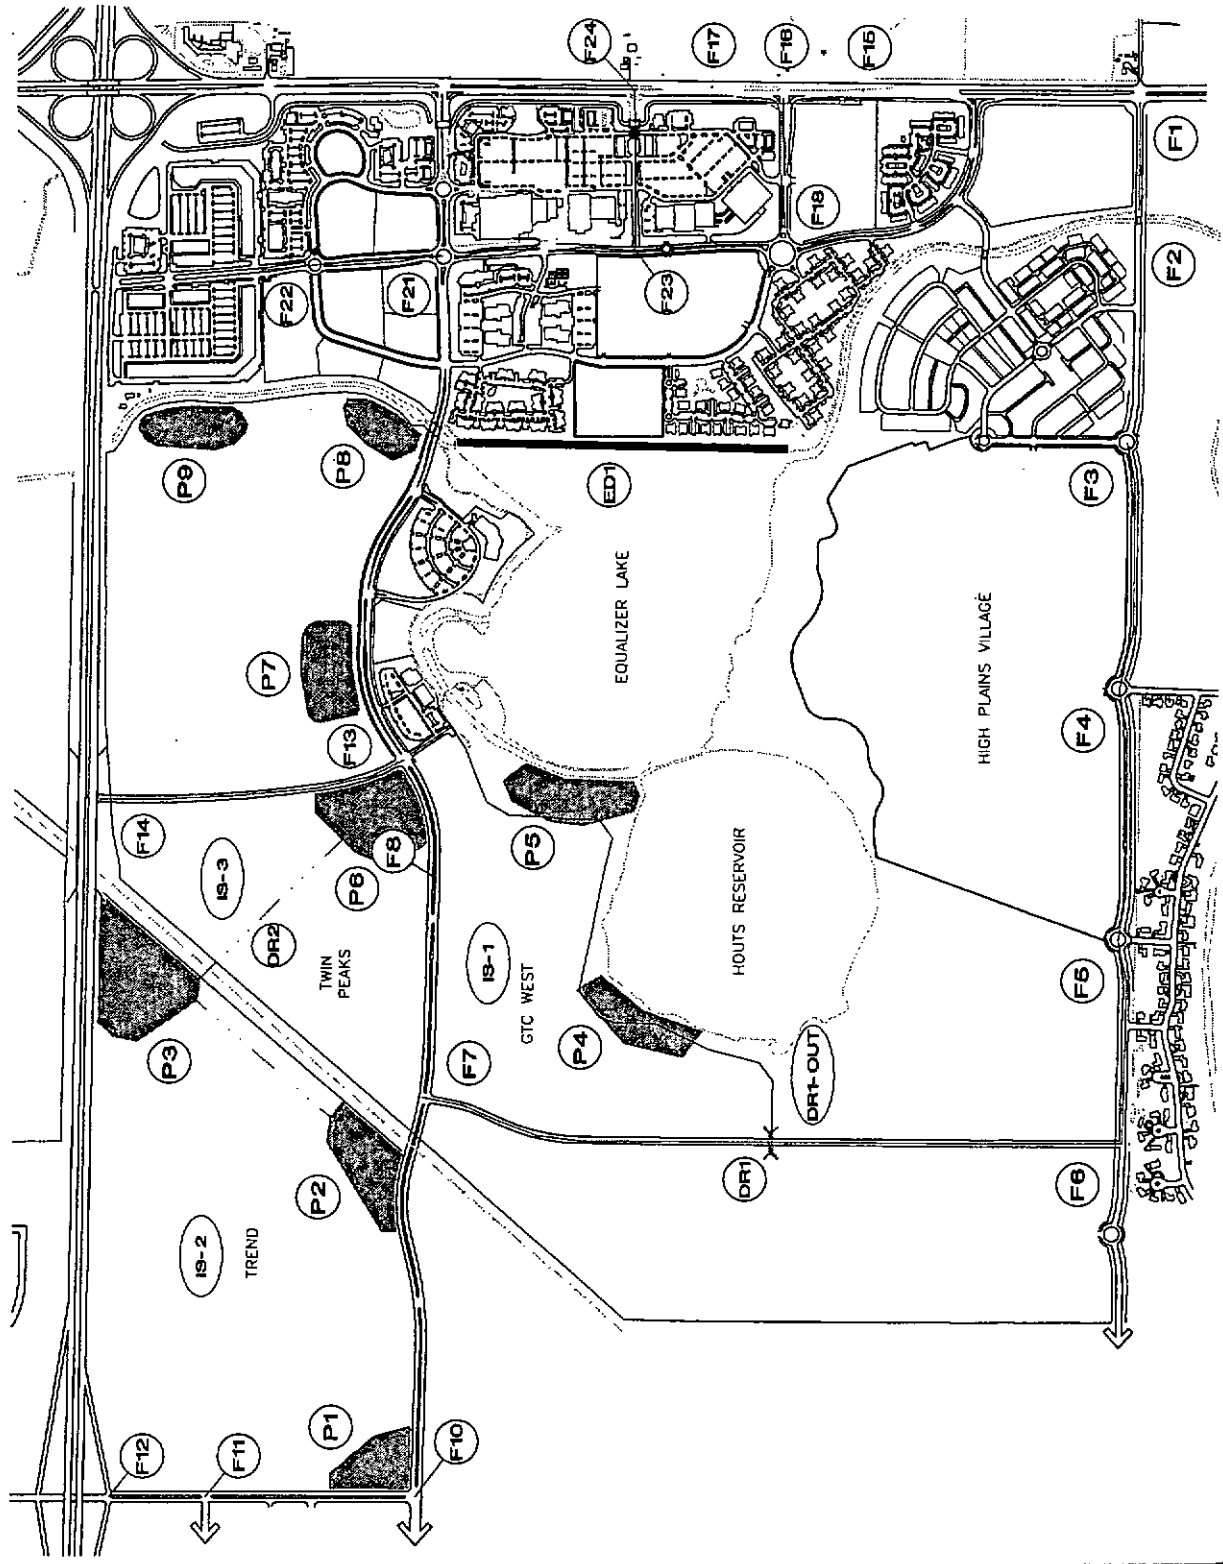 F24
F17
F16
F15
F1
F18
F2
F22
F21
F23
P9
P8
ED1
F3
EQUALIZER LAKE
HIGH PLAINS VILLAGE
P7
F13
F4
F14
IS-3
P6
F8
P5
HOUTS RESERVOIR
DR2
TWIN
PEAKS
IS-1
GTC WEST
F5
P3
F7
P4
DR1-OUT
P2
DR1
F6
IS-2
TREND
P1
F12
F11
F10